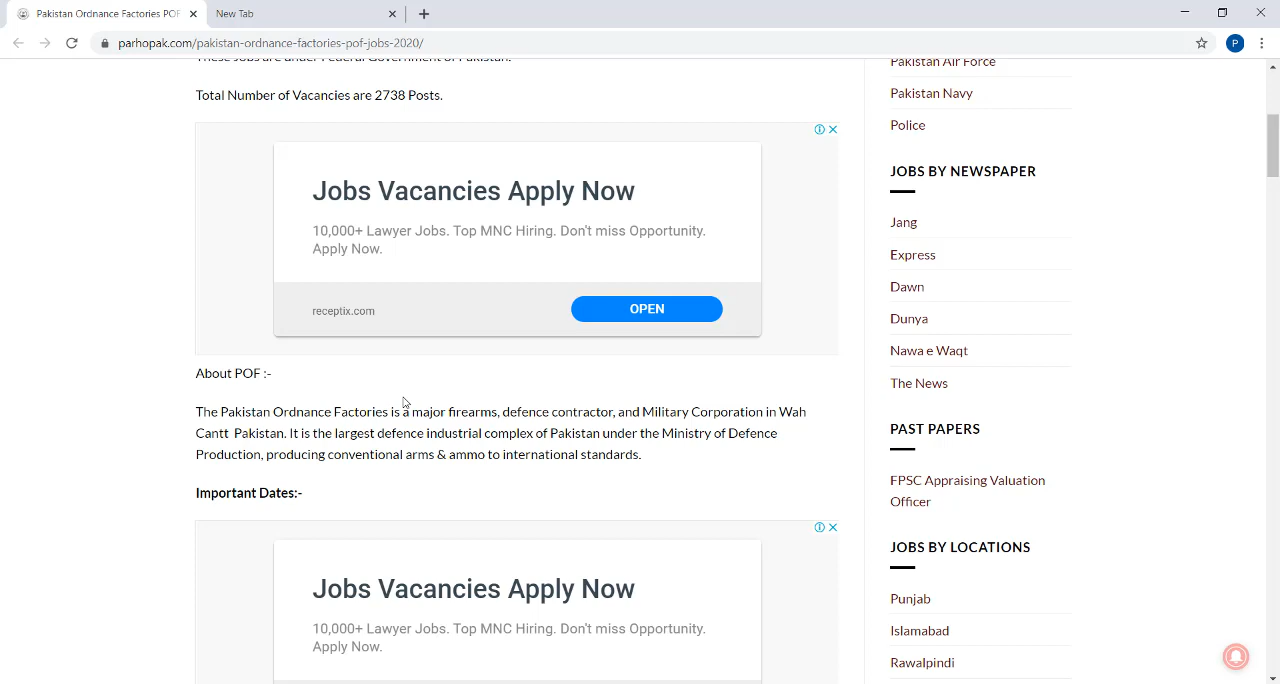 Pakistan Ordnance Factories POF
New Tab
parhopak.com/pakistan-ordnance-factories-pof-jobs-2020/
P
These Jobs are under Federal Government of Pakistan.
Total Number of Vacancies are 2738 Posts.
Jobs Vacancies Apply Now
10,000+ Lawyer Jobs. Top MNC Hiring. Don't miss Opportunity.
Apply Now.
receptix.com
OPEN
About POF :-
The Pakistan Ordnance Factories is a major firearms, defence contractor, and Military Corporation in Wah
Cantt Pakistan. It is the largest defence industrial complex of Pakistan under the Ministry of Defence
Production, producing conventional arms & ammo to international standards.
Important Dates:-
Jobs Vacancies Apply Now
10,000+ Lawyer Jobs. Top MNC Hiring. Don't miss Opportunity.
Apply Now.
Pakistan Air Force
Pakistan Navy
Police
JOBS BY NEWSPAPER
Jang
Express
Dawn
Dunya
Nawa e Waqt
The News
PAST PAPERS
FPSC Appraising Valuation
Officer
JOBS BY LOCATIONS
Punjab
Islamabad
Rawalpindi